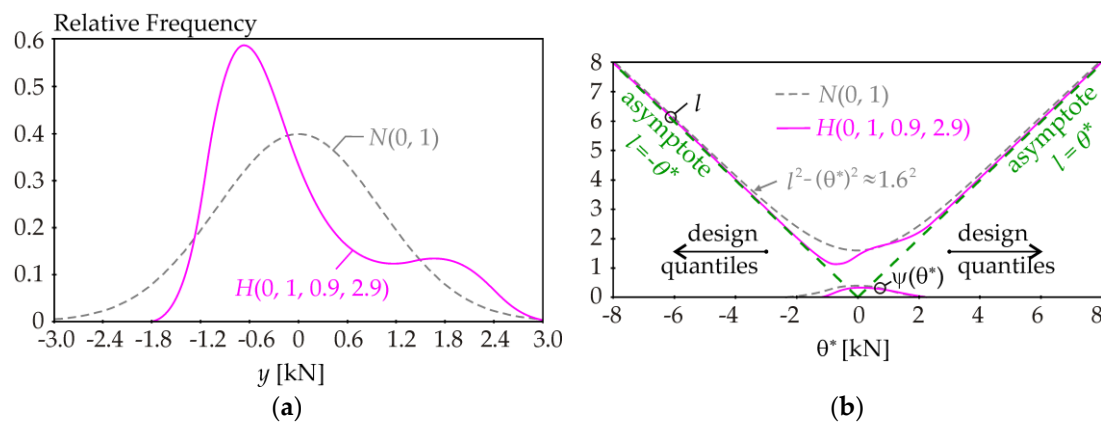 Relative Frequency
0.6
0.5
0.4
0.3
0.2
0.1
0
N(0, 1)
H(0, 1, 0.9, 2.9)
-3.0 -2.4 -1.8 -1.2 -0.6 0 0.6 1.2 1.8 2.4 3.0
y [kN]
(a)
8
7
6
5
4
3
2
1
0
l
N(0, 1)
H(0, 1, 0.9, 2.9)
asymptote
l = -θ*
asymptote
l = θ*
l²-(θ*)² ≈ 1.6²
design
quantiles
design
quantiles
ψ(θ*)
-8 -6 -4 -2 0 2 4 6 8
θ* [kN]
(b)